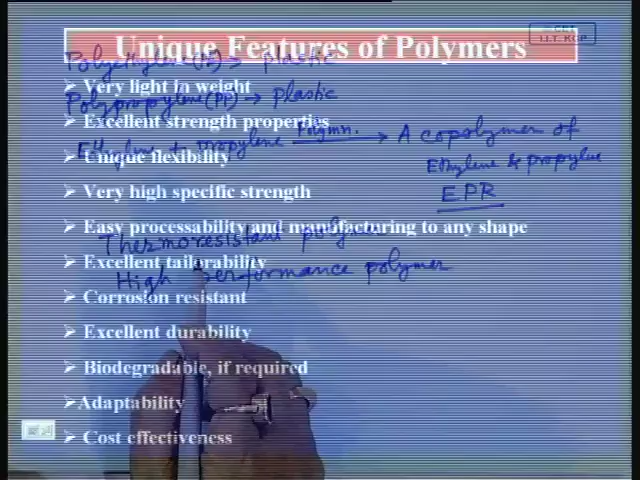 Unique Features of Polymers
© CET
I.I.T. KGP
Polyethylene (PE) → plastic
➢ Very light in weight
Polypropylene (PP) → plastic
➢ Excellent strength properties
Ethylene + propylene Polymn. → A copolymer of
➢ Unique flexibility
Ethylene & propylene
➢ Very high specific strength
EPR
➢ Easy processability and manufacturing to any shape
Thermoresistant polymer
➢ Excellent tailorability
High performance polymer
➢ Corrosion resistant
➢ Excellent durability
➢ Biodegradable, if required
➢ Adaptability
➢ Cost effectiveness